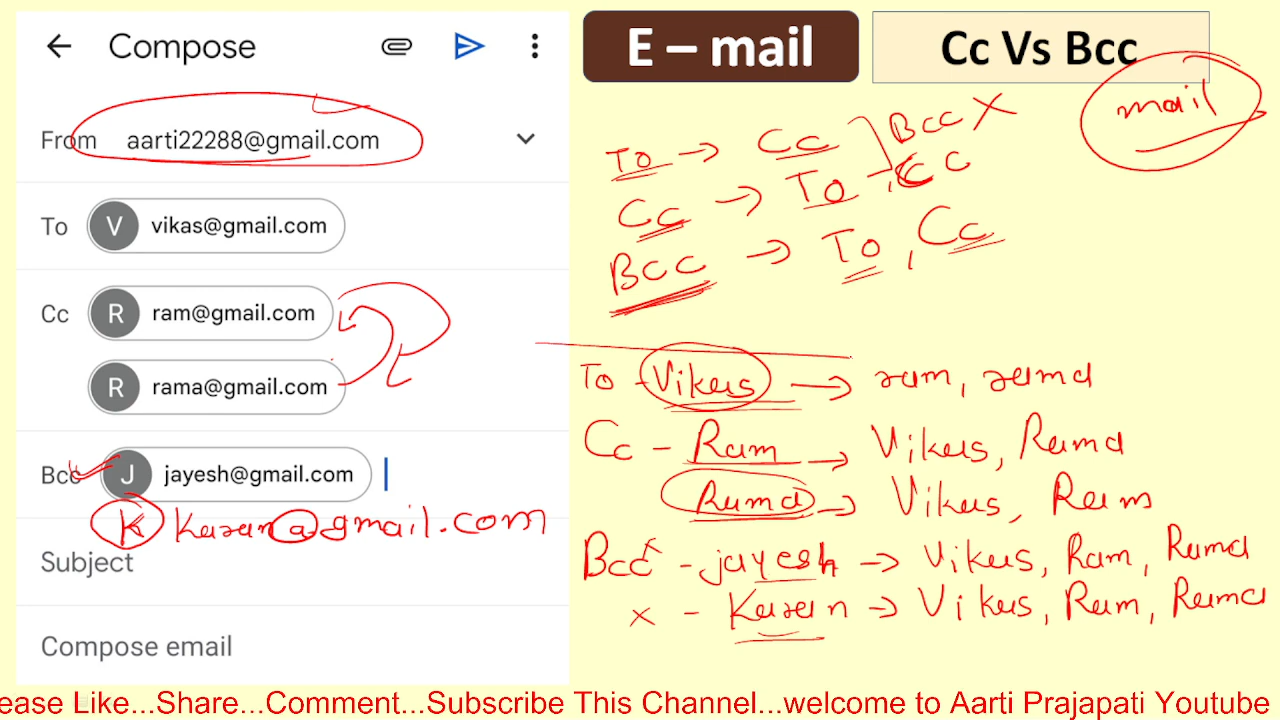 Compose
From aarti22288@gmail.com
To V vikas@gmail.com
Cc R ram@gmail.com
R rama@gmail.com
Bcc J jayesh@gmail.com
K karan@gmail.com
Subject
Compose email
E – mail
Cc Vs Bcc
mail
To → Cc Bcc X
Cc → To, CC
Bcc → To, Cc
To - Vikas → ram, rama
Cc - Ram → Vikas, Rama
Rama → Vikas, Ram
Bcc x - jayesh → Vikas, Ram, Rama
x - Karan → Vikas, Ram, Rama
ease Like...Share...Comment...Subscribe This Channel...welcome to Aarti Prajapati Youtube